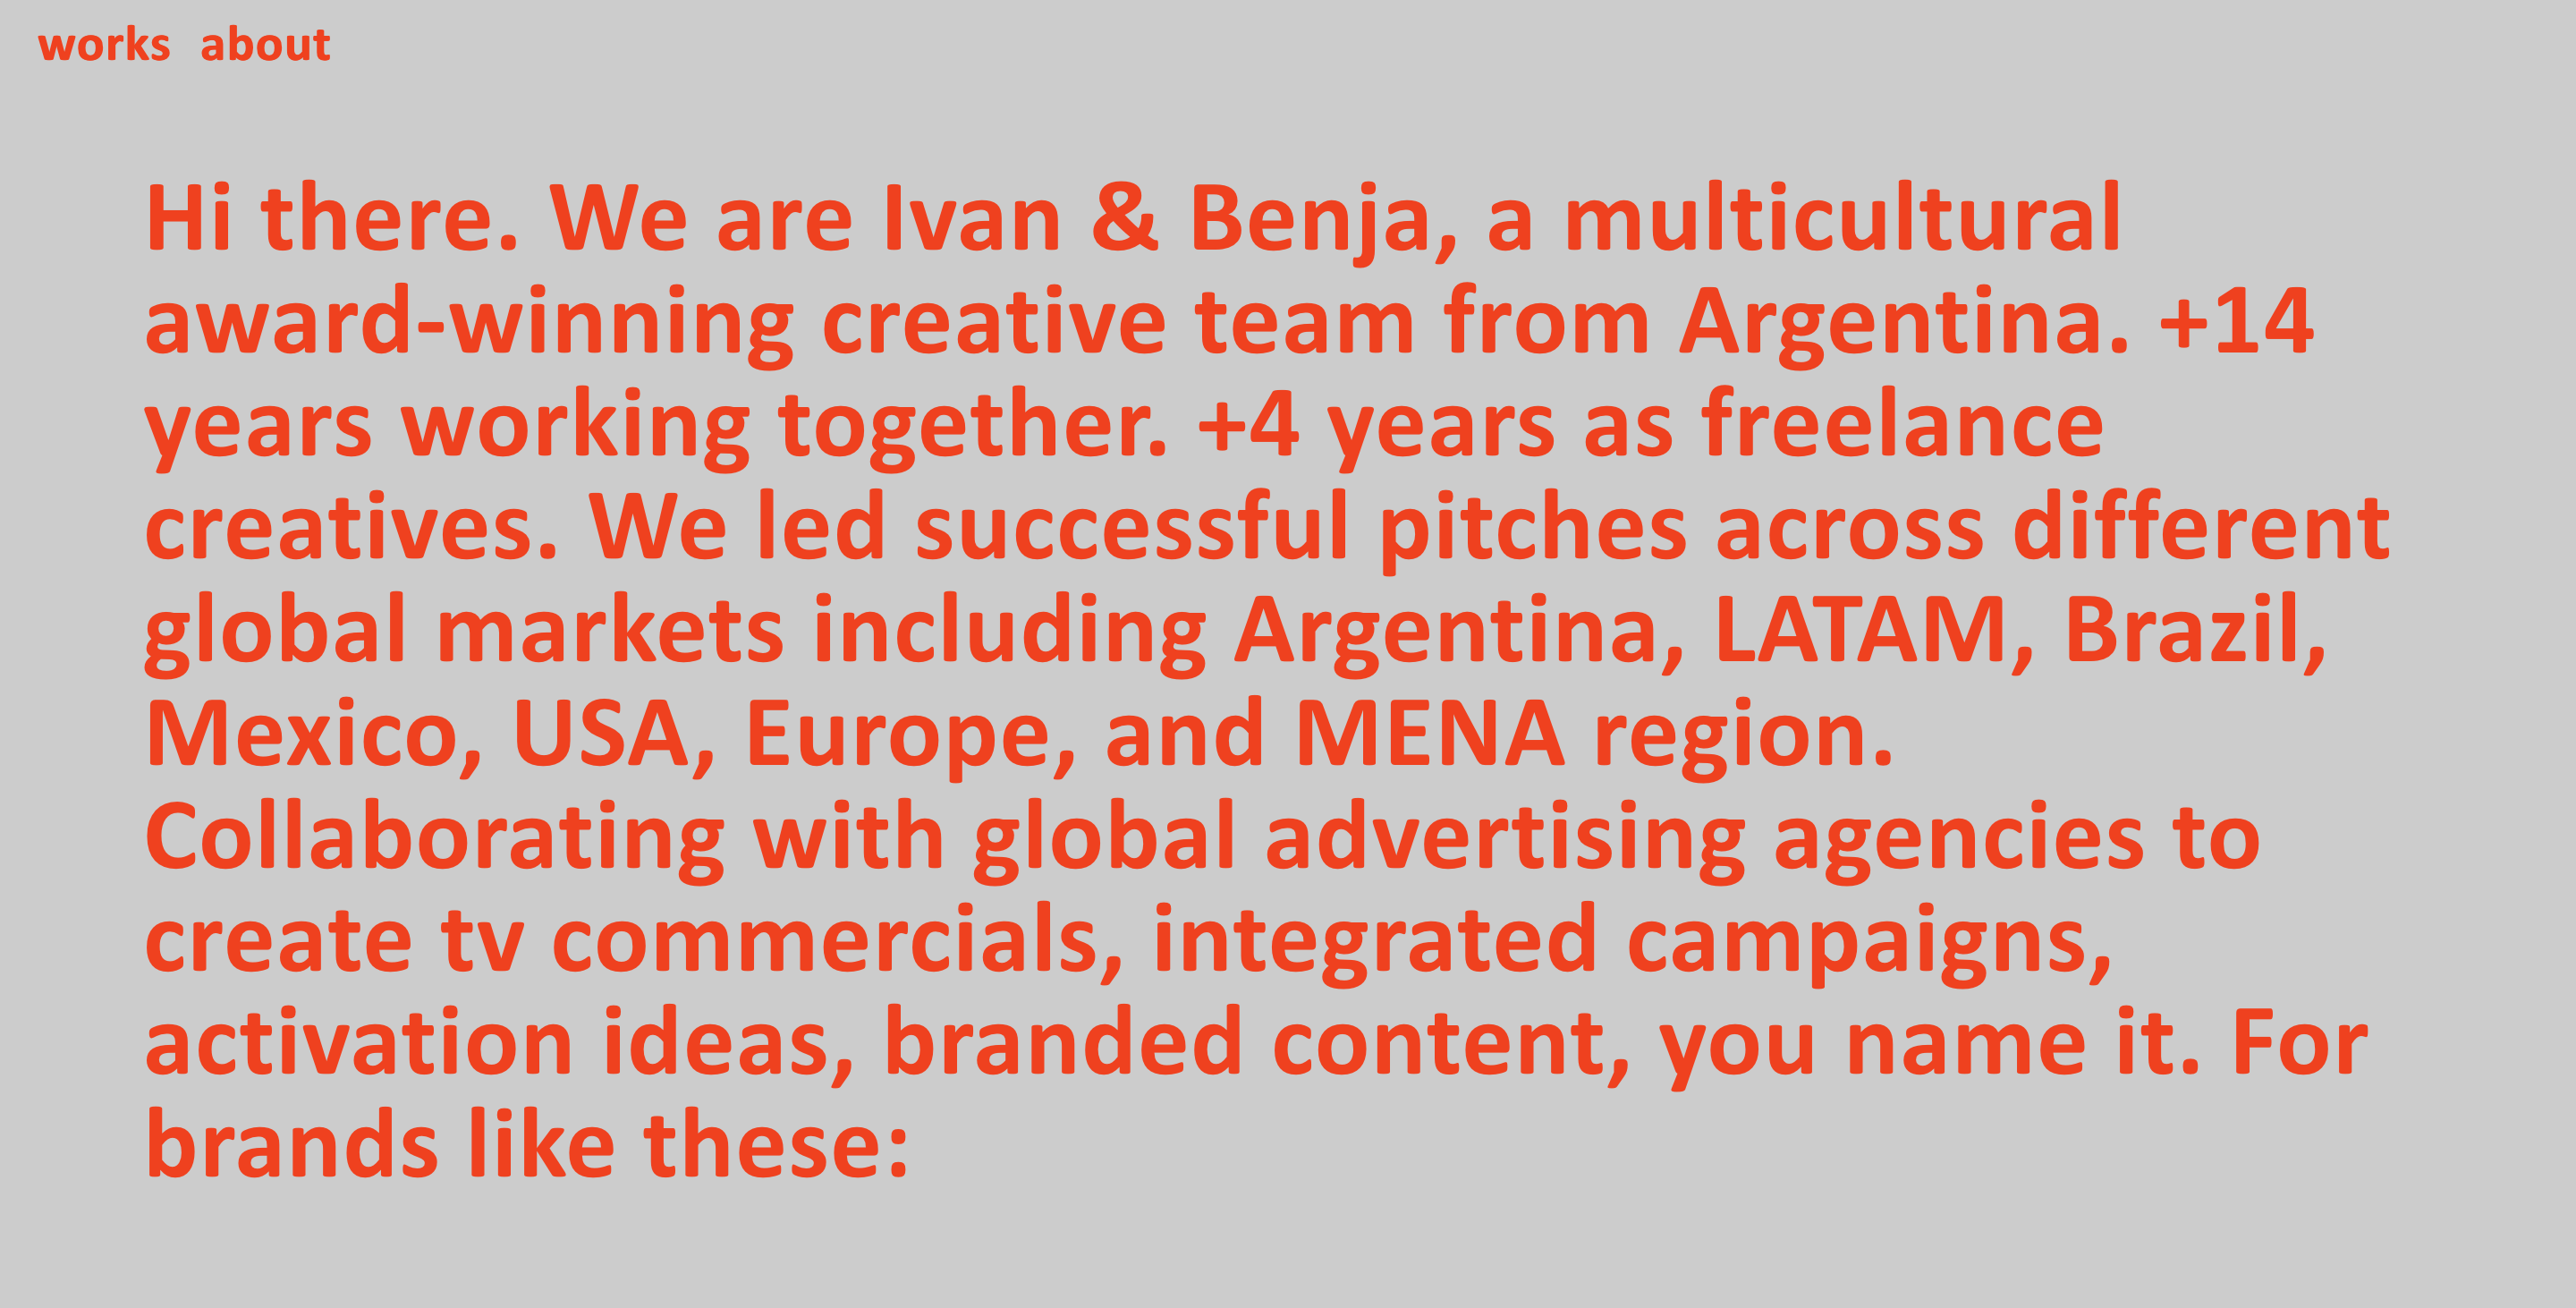 works about
Hi there. We are Ivan & Benja, a multicultural
award-winning creative team from Argentina. +14
years working together. +4 years as freelance
creatives. We led successful pitches across different
global markets including Argentina, LATAM, Brazil,
Mexico, USA, Europe, and MENA region.
Collaborating with global advertising agencies to
create tv commercials, integrated campaigns,
activation ideas, branded content, you name it. For
brands like these: